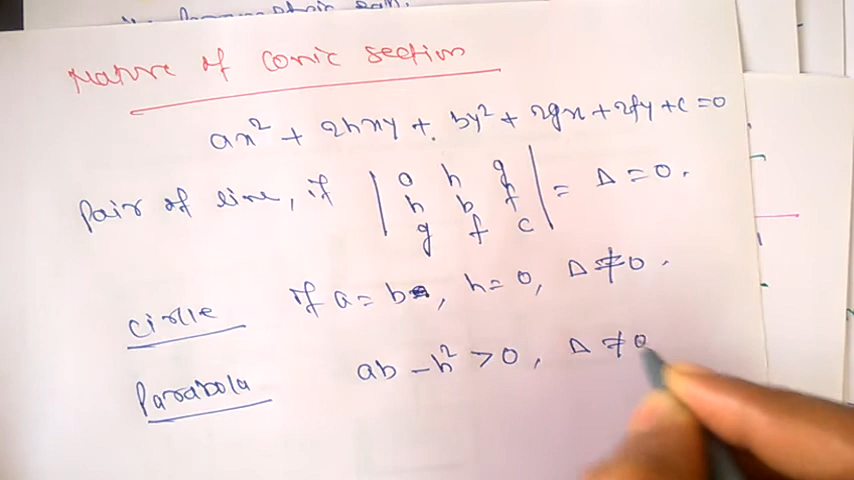 Nature of Conic section
ax² + 2hxy + by² + 2gx + 2fy + c = 0
Pair of line, if | a h g | = Δ = 0.
| h b f |
| g f c |
Circle if a = b, h = 0, Δ ≠ 0.
Parabola ab - h² > 0, Δ ≠ 0